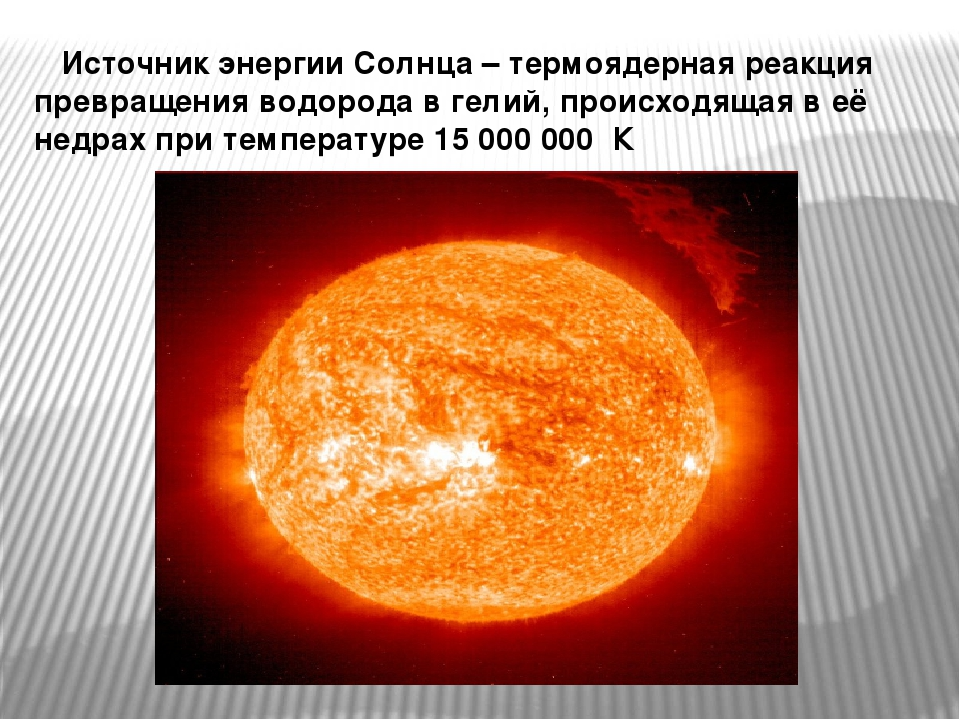 Источник энергии Солнца – термоядерная реакция
превращения водорода в гелий, происходящая в её
недрах при температуре 15 000 000 К